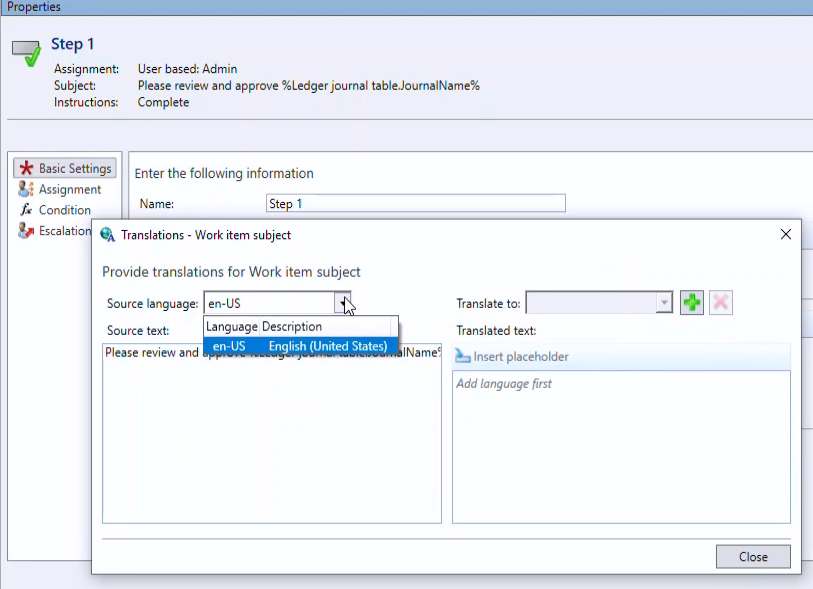 Properties
Step 1
Assignment: User based: Admin
Subject: Please review and approve %Ledger journal table.JournalName%
Instructions: Complete
Basic Settings
Assignment
Condition
Escalation
Enter the following information
Name: Step 1
Translations - Work item subject
Provide translations for Work item subject
Source language: en-US
Translate to:
Source text:
Language Description
en-US English (United States)
Translated text:
Please review and approve %Ledger journal table.JournalName%
Insert placeholder
Add language first
Close